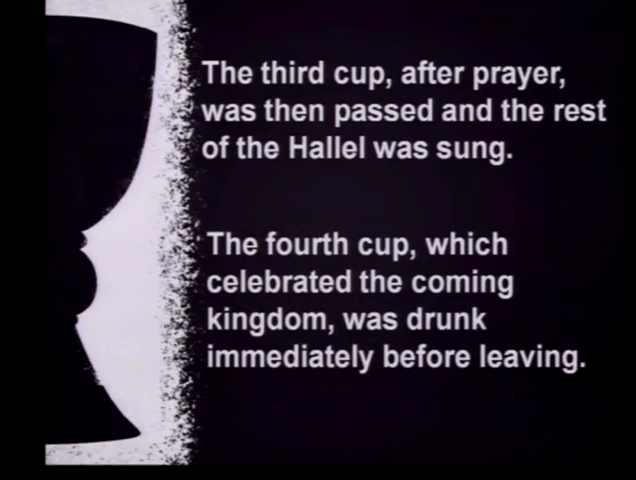 The third cup, after prayer,
was then passed and the rest
of the Hallel was sung.
The fourth cup, which
celebrated the coming
kingdom, was drunk
immediately before leaving.